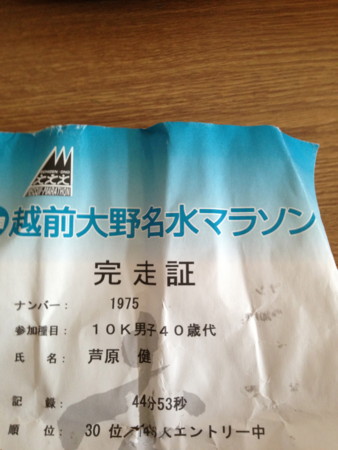 越前大野名水マラソン
完走証
ナンバー： 1975
参加種目： １０Ｋ男子４０歳代
氏 名： 芦原 健
記 録： 44分53秒
順 位： 30 位／ 人エントリー中